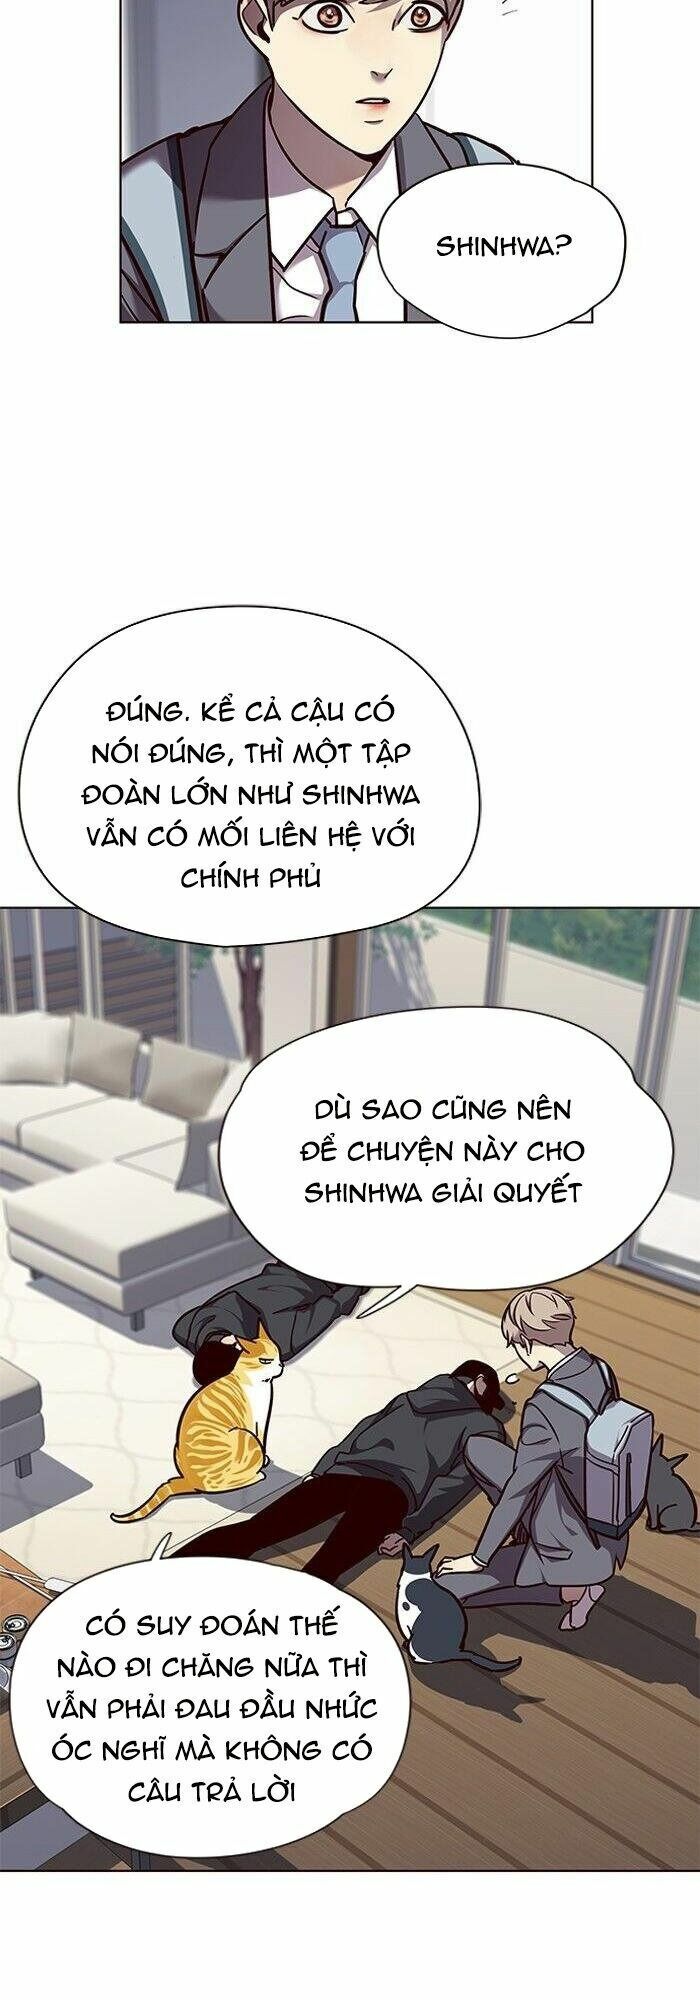 SHINHWA?
ĐÚNG. KỂ CẢ CẬU CÓ
NÓI ĐÚNG, THÌ MỘT TẬP
ĐOÀN LỚN NHƯ SHINHWA
VẪN CÓ MỐI LIÊN HỆ VỚI
CHÍNH PHỦ
DÙ SAO CŨNG NÊN
ĐỂ CHUYỆN NÀY CHO
SHINHWA GIẢI QUYẾT
CÓ SUY ĐOÁN THẾ
NÀO ĐI CHĂNG NỮA THÌ
VẪN PHẢI ĐAU ĐẦU NHỨC
ÓC NGHĨ MÀ KHÔNG CÓ
CÂU TRẢ LỜI